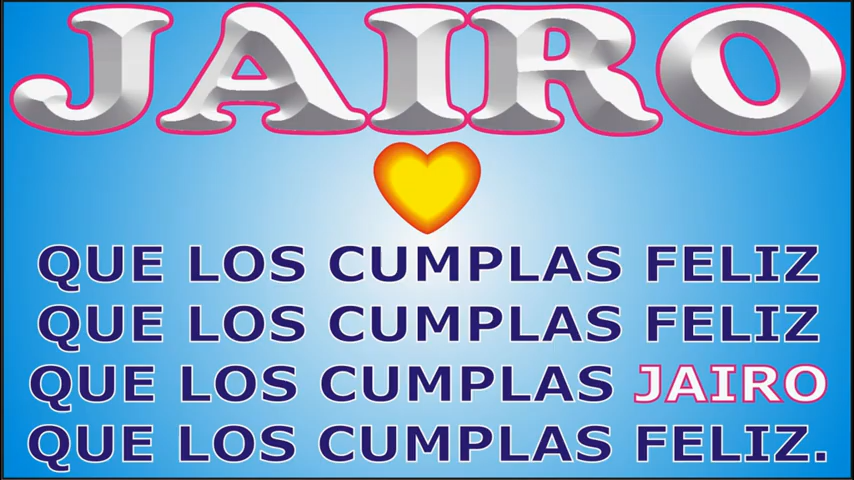 JAIRO
QUE LOS CUMPLAS FELIZ
QUE LOS CUMPLAS FELIZ
QUE LOS CUMPLAS JAIRO
QUE LOS CUMPLAS FELIZ.